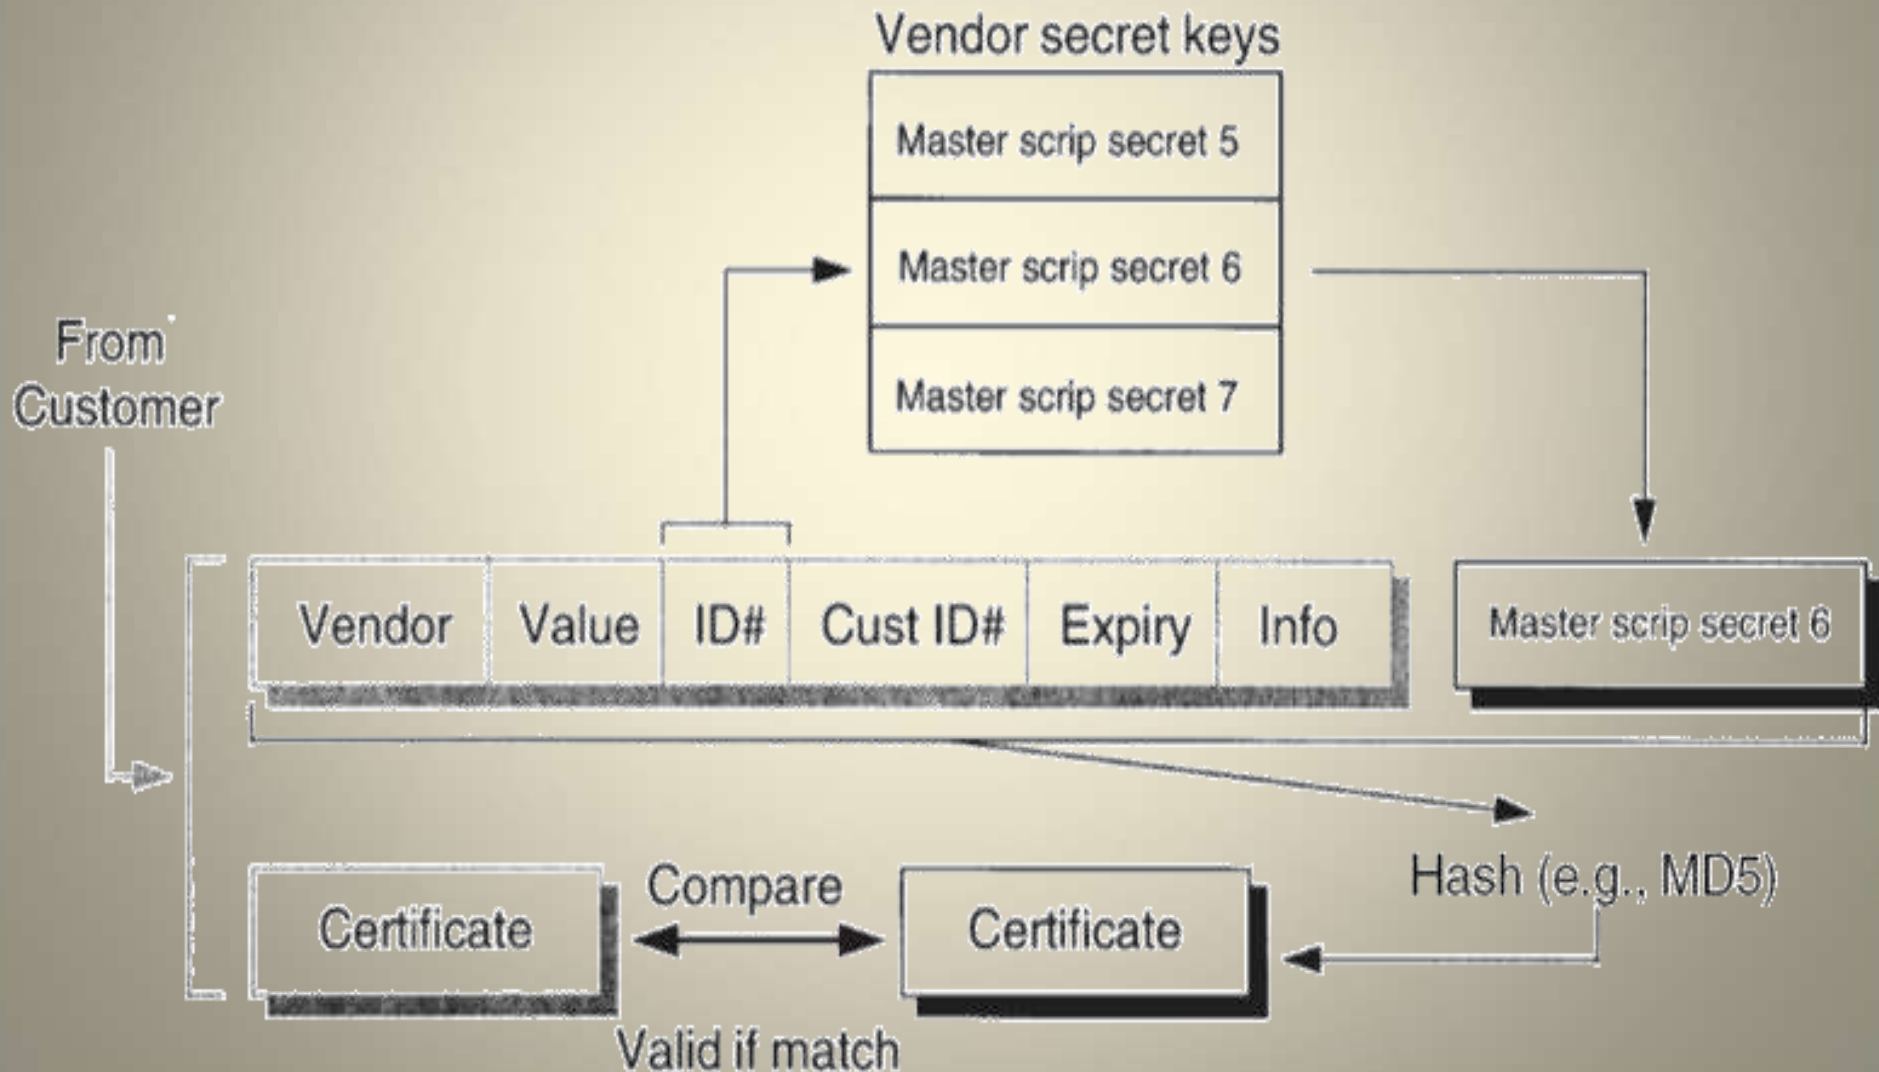 Vendor secret keys
Master scrip secret 5
Master scrip secret 6
Master scrip secret 7
From
Customer
Vendor Value ID# Cust ID# Expiry Info
Master scrip secret 6
Hash (e.g., MD5)
Certificate
Compare
Certificate
Valid if match